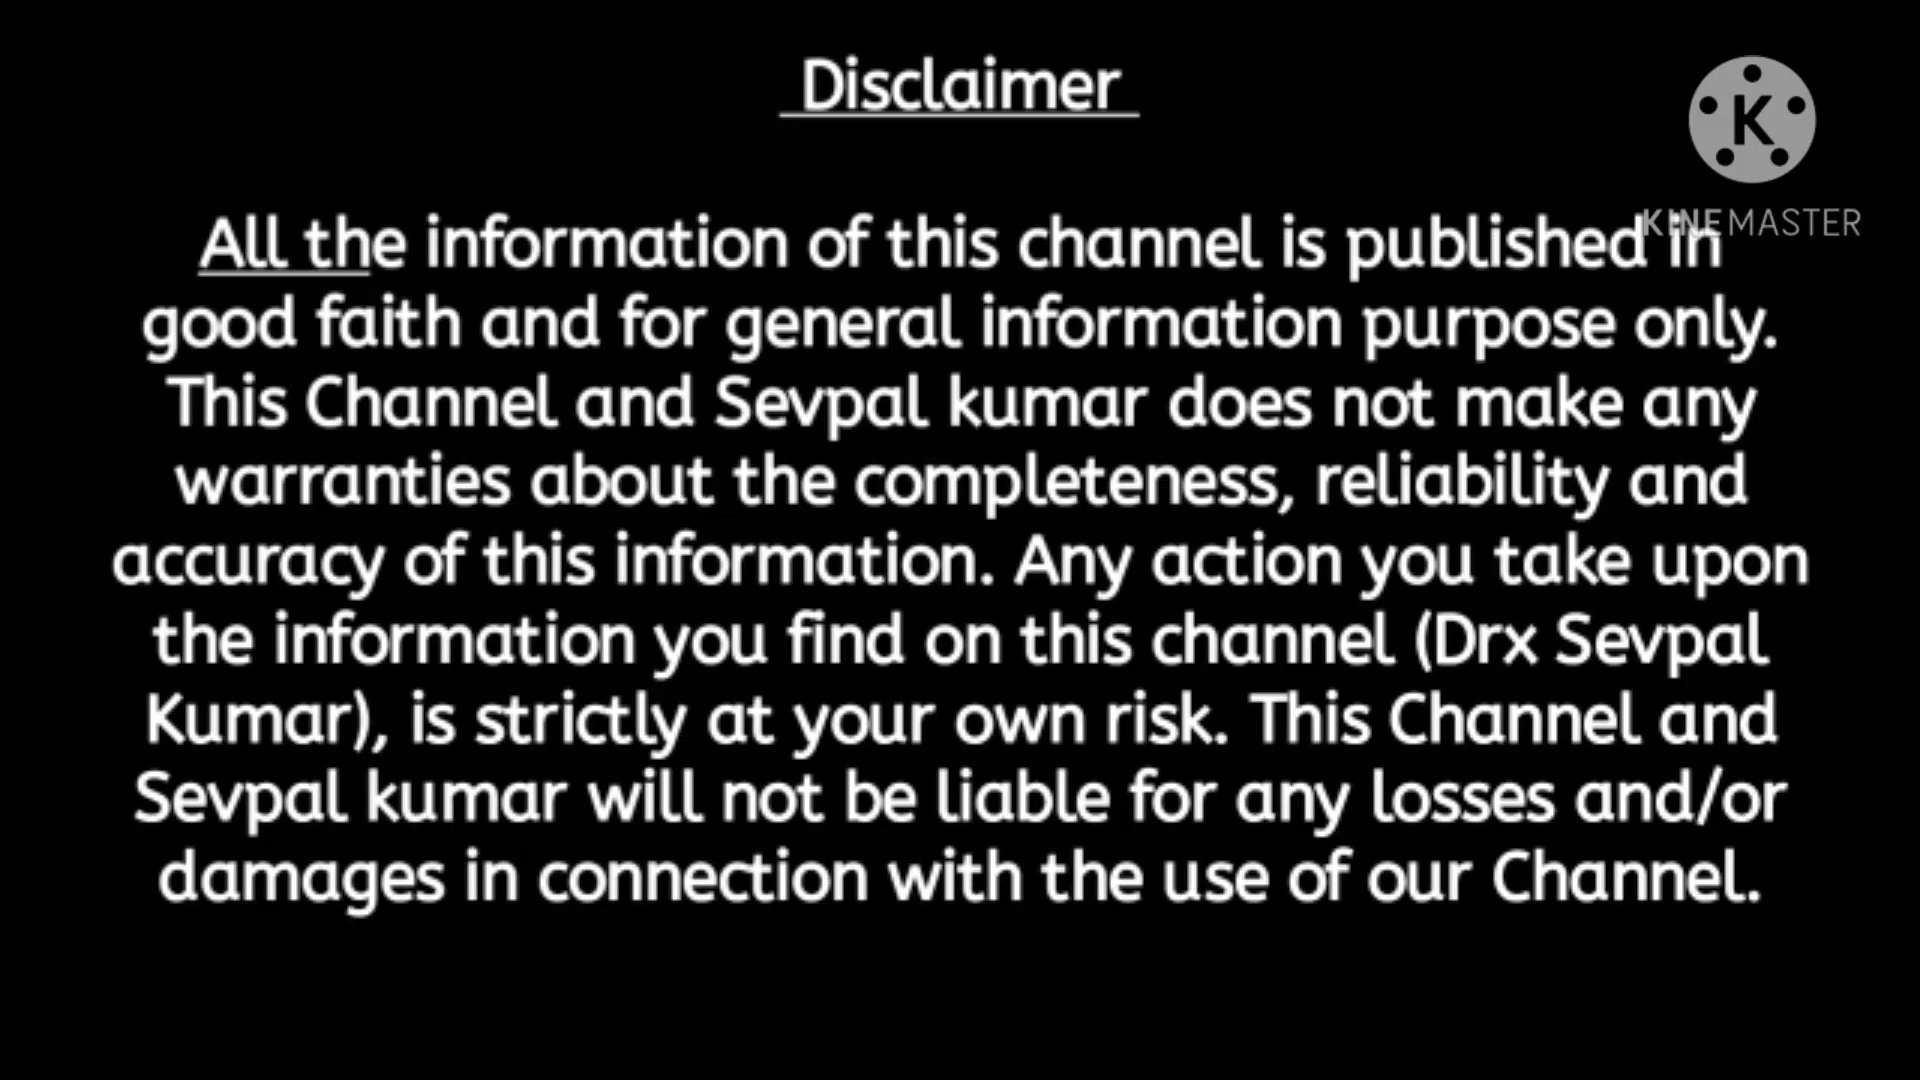 Disclaimer
K
KINEMASTER
All the information of this channel is published in
good faith and for general information purpose only.
This Channel and Sevpal kumar does not make any
warranties about the completeness, reliability and
accuracy of this information. Any action you take upon
the information you find on this channel (Drx Sevpal
Kumar), is strictly at your own risk. This Channel and
Sevpal kumar will not be liable for any losses and/or
damages in connection with the use of our Channel.